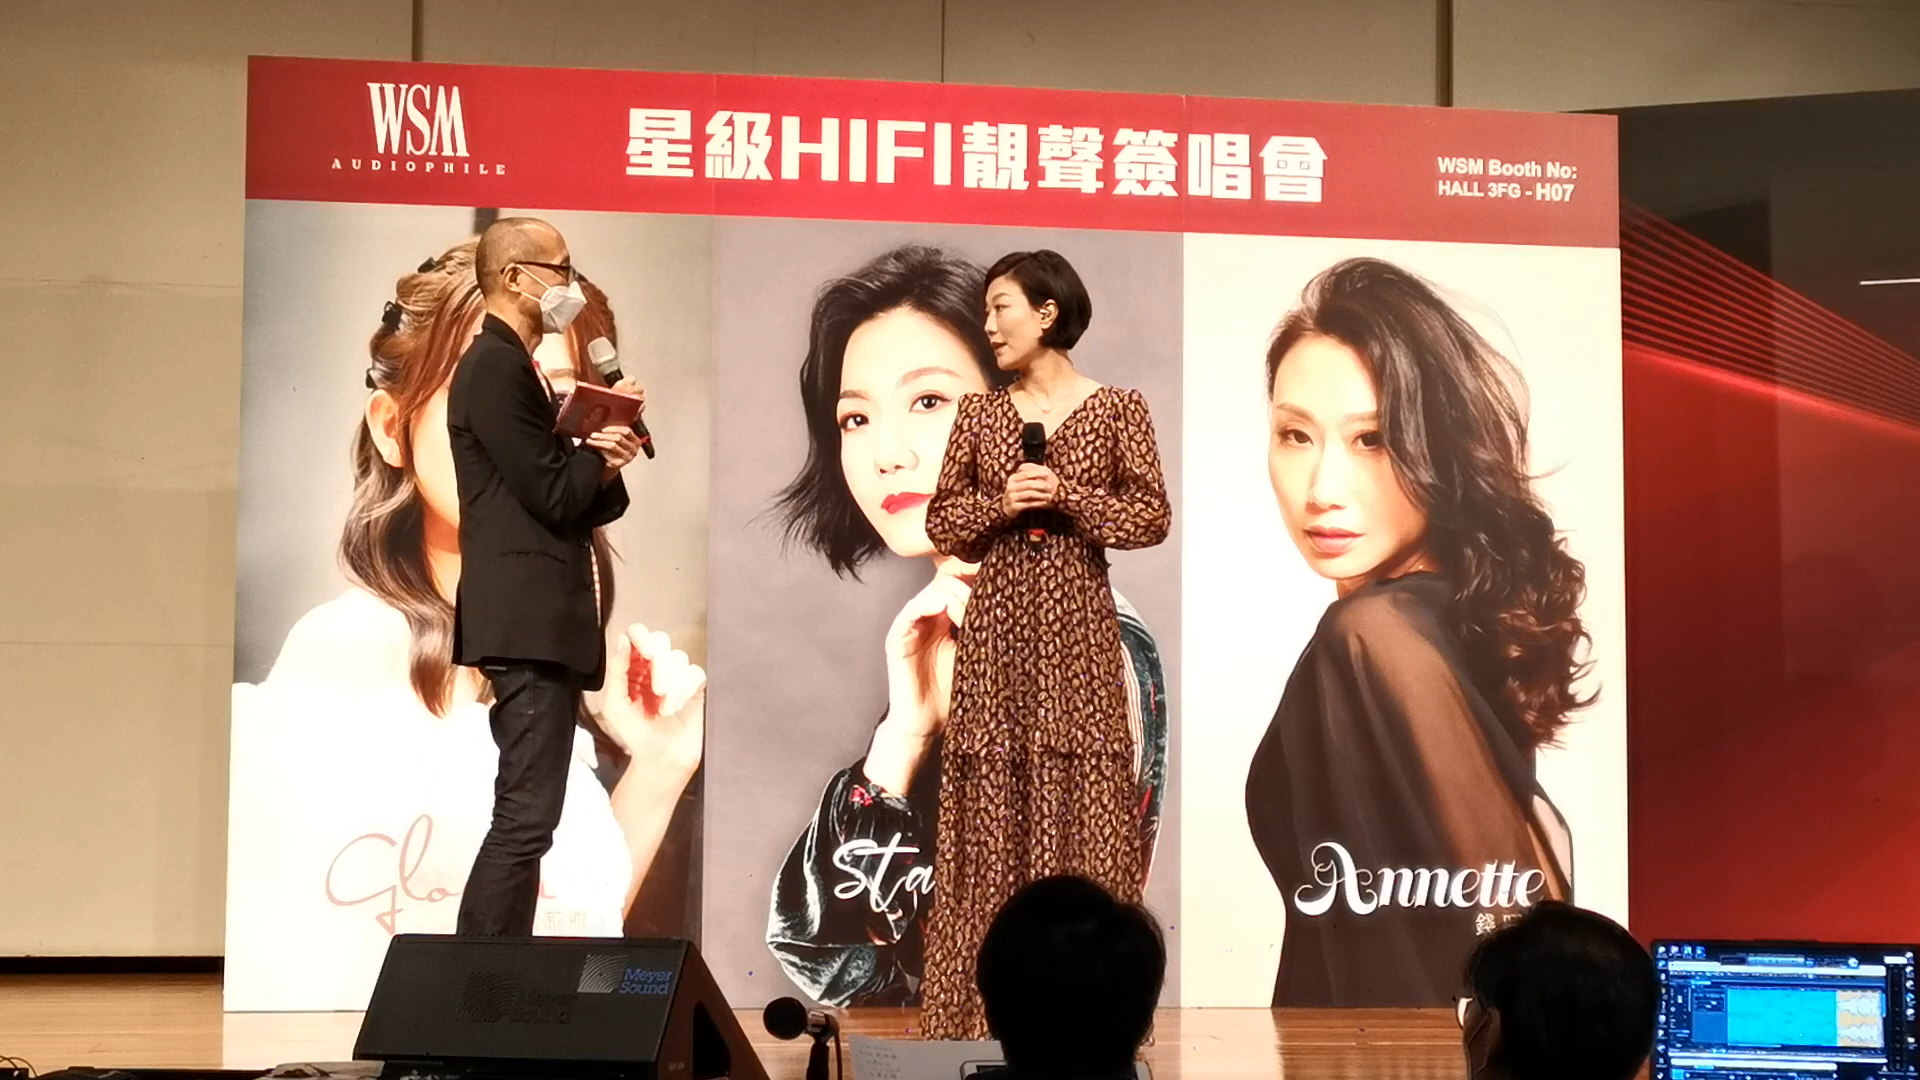 WSM
AUDIOPHILE
星級HIFI靚聲簽唱會
WSM Booth No:
HALL 3FG - H07
Annette
錢
Meyer
Sound